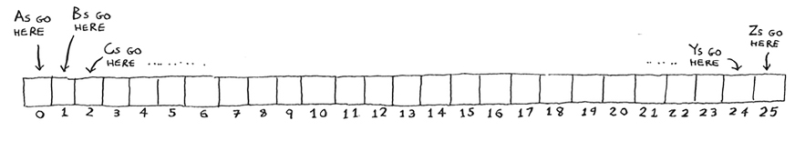 As GO
HERE
Bs GO
HERE
Cs GO
HERE ........
..... Ys GO
HERE
Zs GO
HERE
0 1 2 3 4 5 6 7 8 9 10 11 12 13 14 15 16 17 18 19 20 21 22 23 24 25